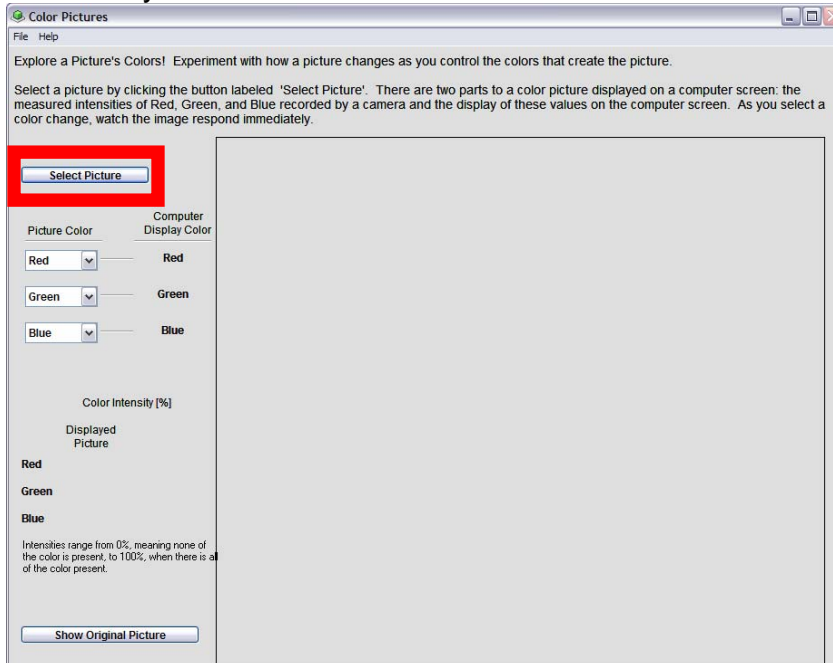 Color Pictures
File Help
Explore a Picture's Colors! Experiment with how a picture changes as you control the colors that create the picture.
Select a picture by clicking the button labeled 'Select Picture'. There are two parts to a color picture displayed on a computer screen: the
measured intensities of Red, Green, and Blue recorded by a camera and the display of these values on the computer screen. As you select a
color change, watch the image respond immediately.
Select Picture
Picture Color
Computer
Display Color
Red Red
Green Green
Blue Blue
Color Intensity [%]
Displayed
Picture
Red
Green
Blue
Intensities range from 0%, meaning none of
the color is present, to 100%, when there is all
of the color present.
Show Original Picture